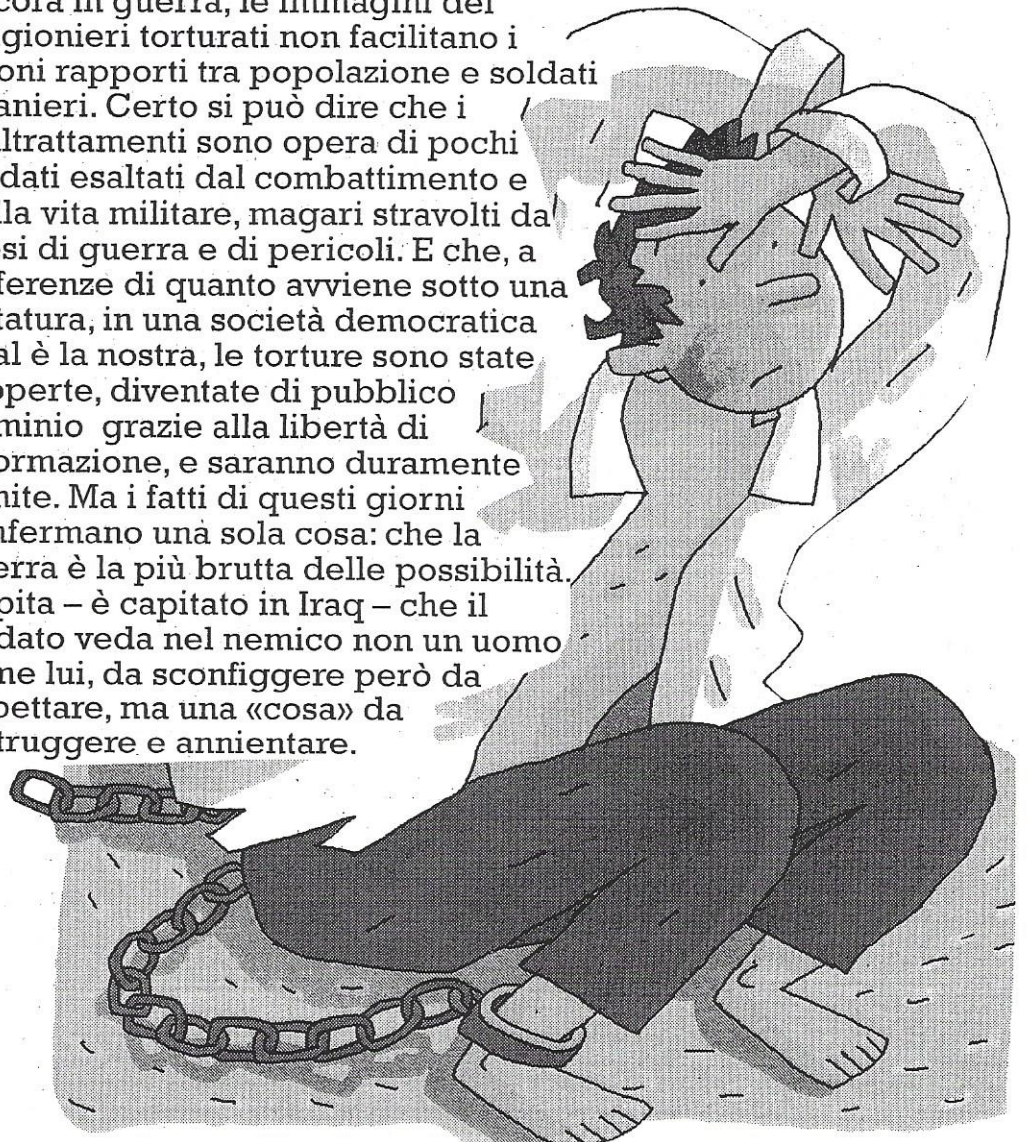 cora in guerra, le immagini dei
gionieri torturati non facilitano i
oni rapporti tra popolazione e soldati
anieri. Certo si può dire che i
ltrattamenti sono opera di pochi
dati esaltati dal combattimento e
lla vita militare, magari stravolti da
si di guerra e di pericoli. E che, a
ferenze di quanto avviene sotto una
tatura, in una società democratica
al è la nostra, le torture sono state
operte, diventate di pubblico
minio grazie alla libertà di
ormazione, e saranno duramente
nite. Ma i fatti di questi giorni
nfermano una sola cosa: che la
erra è la più brutta delle possibilità.
pita – è capitato in Iraq – che il
dato veda nel nemico non un uomo
me lui, da sconfiggere però da
pettare, ma una «cosa» da
truggere e annientare.